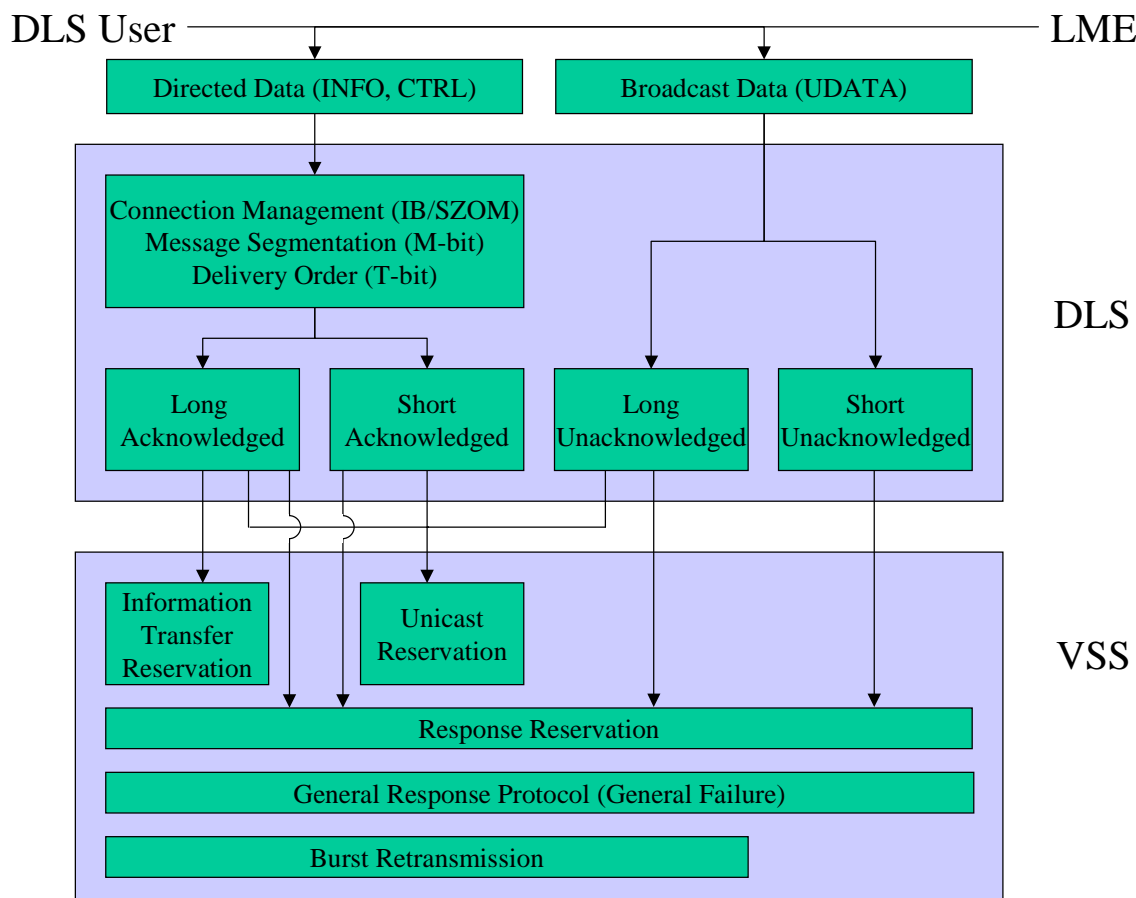 DLS User
LME
Directed Data (INFO, CTRL)
Broadcast Data (UDATA)
Connection Management (IB/SZOM)
Message Segmentation (M-bit)
Delivery Order (T-bit)
DLS
Long
Acknowledged
Short
Acknowledged
Long
Unacknowledged
Short
Unacknowledged
Information
Transfer
Reservation
Unicast
Reservation
VSS
Response Reservation
General Response Protocol (General Failure)
Burst Retransmission